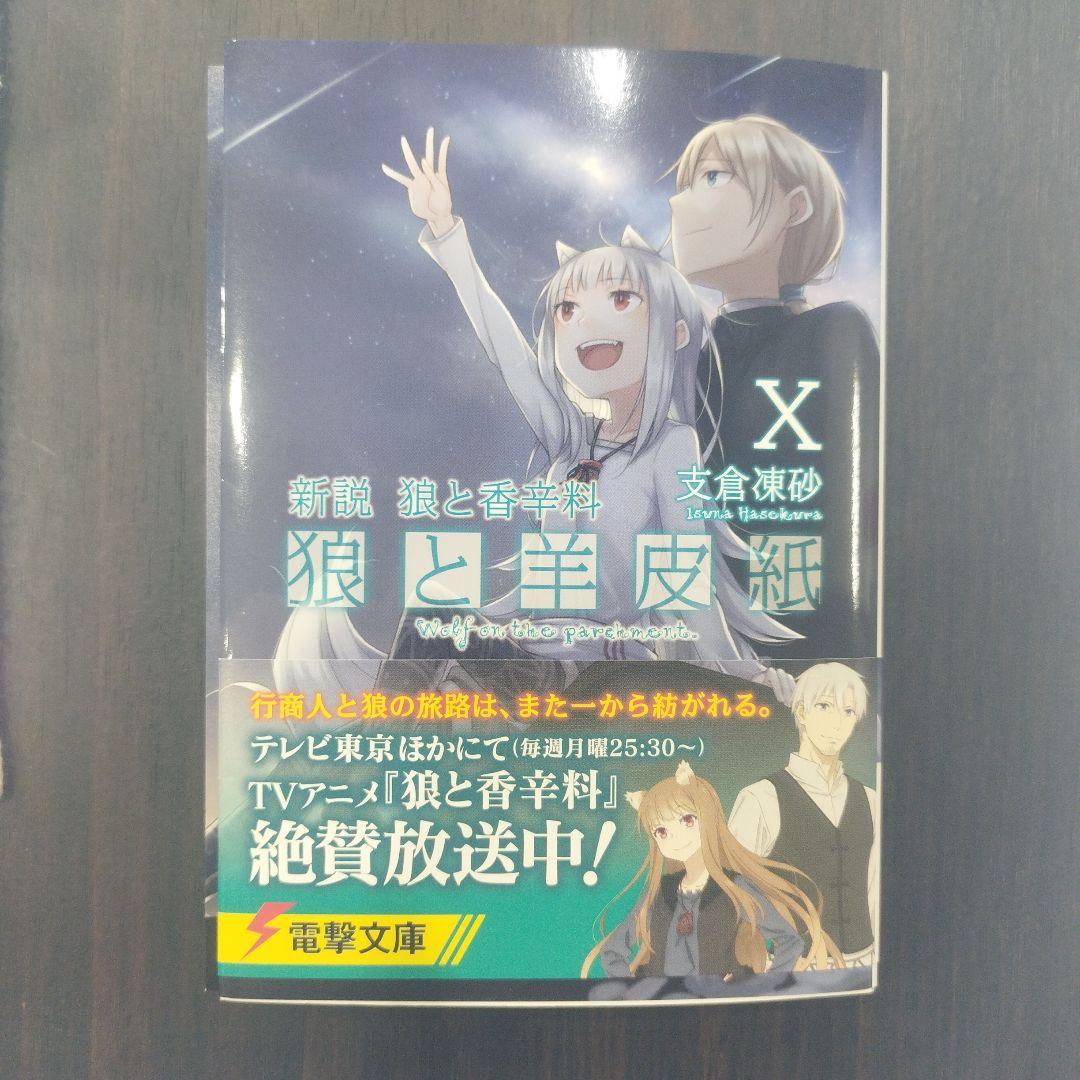 X
支倉凍砂
Isuna Hasekura
新説 狼と香辛料
狼と羊皮紙
Wolf on the parchment.
行商人と狼の旅路は、また一から紡がれる。
テレビ東京ほかにて(毎週月曜25:30〜)
TVアニメ『狼と香辛料』
絶賛放送中!
電撃文庫